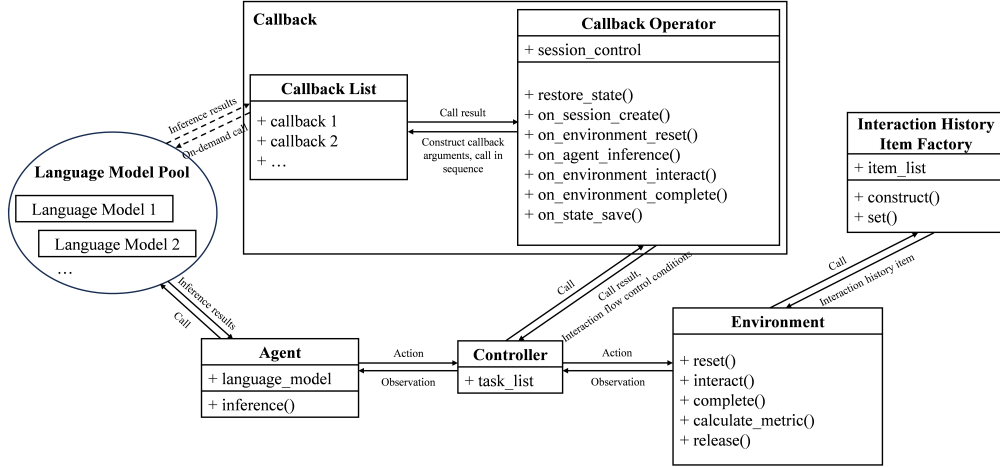 Callback
Callback Operator
+ session_control
+ restore_state()
+ on_session_create()
+ on_environment_reset()
+ on_agent_inference()
+ on_environment_interact()
+ on_environment_complete()
+ on_state_save()
Callback List
+ callback 1
+ callback 2
+ …
Call result
Construct callback
arguments, call in
sequence
Inference results
On-demand call
Language Model Pool
Language Model 1
Language Model 2
…
Interaction History
Item Factory
+ item_list
+ construct()
+ set()
Call
Inference results
Call
Call result,
Interaction flow control conditions
Call
Interaction history item
Agent
+ language_model
+ inference()
Action
Observation
Controller
+ task_list
Action
Observation
Environment
+ reset()
+ interact()
+ complete()
+ calculate_metric()
+ release()